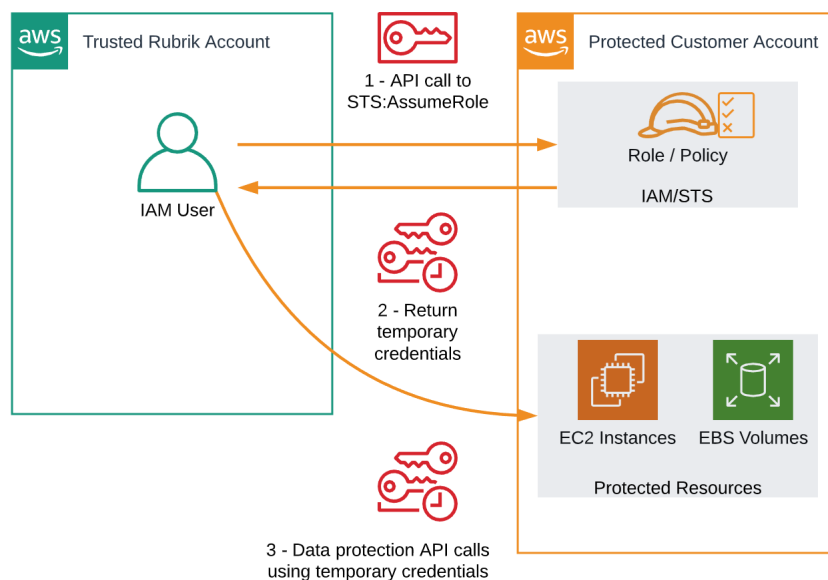 aws
Trusted Rubrik Account
1 - API call to
STS:AssumeRole
aws
Protected Customer Account
Role / Policy
IAM/STS
IAM User
2 - Return
temporary
credentials
EC2 Instances
EBS Volumes
Protected Resources
3 - Data protection API calls
using temporary credentials